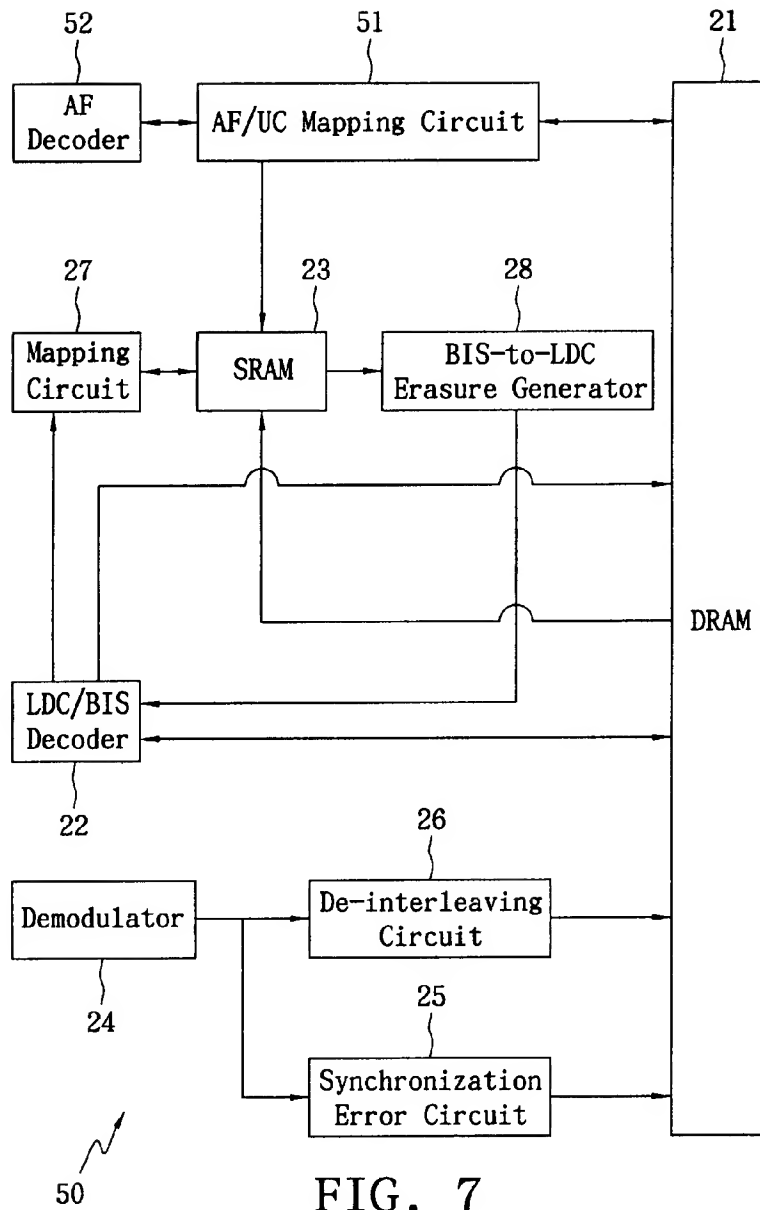 52
51
21
AF
Decoder
AF/UC Mapping Circuit
27
23
28
Mapping
Circuit
SRAM
BIS-to-LDC
Erasure Generator
DRAM
LDC/BIS
Decoder
22
26
Demodulator
De-interleaving
Circuit
24
25
Synchronization
Error Circuit
50
FIG. 7